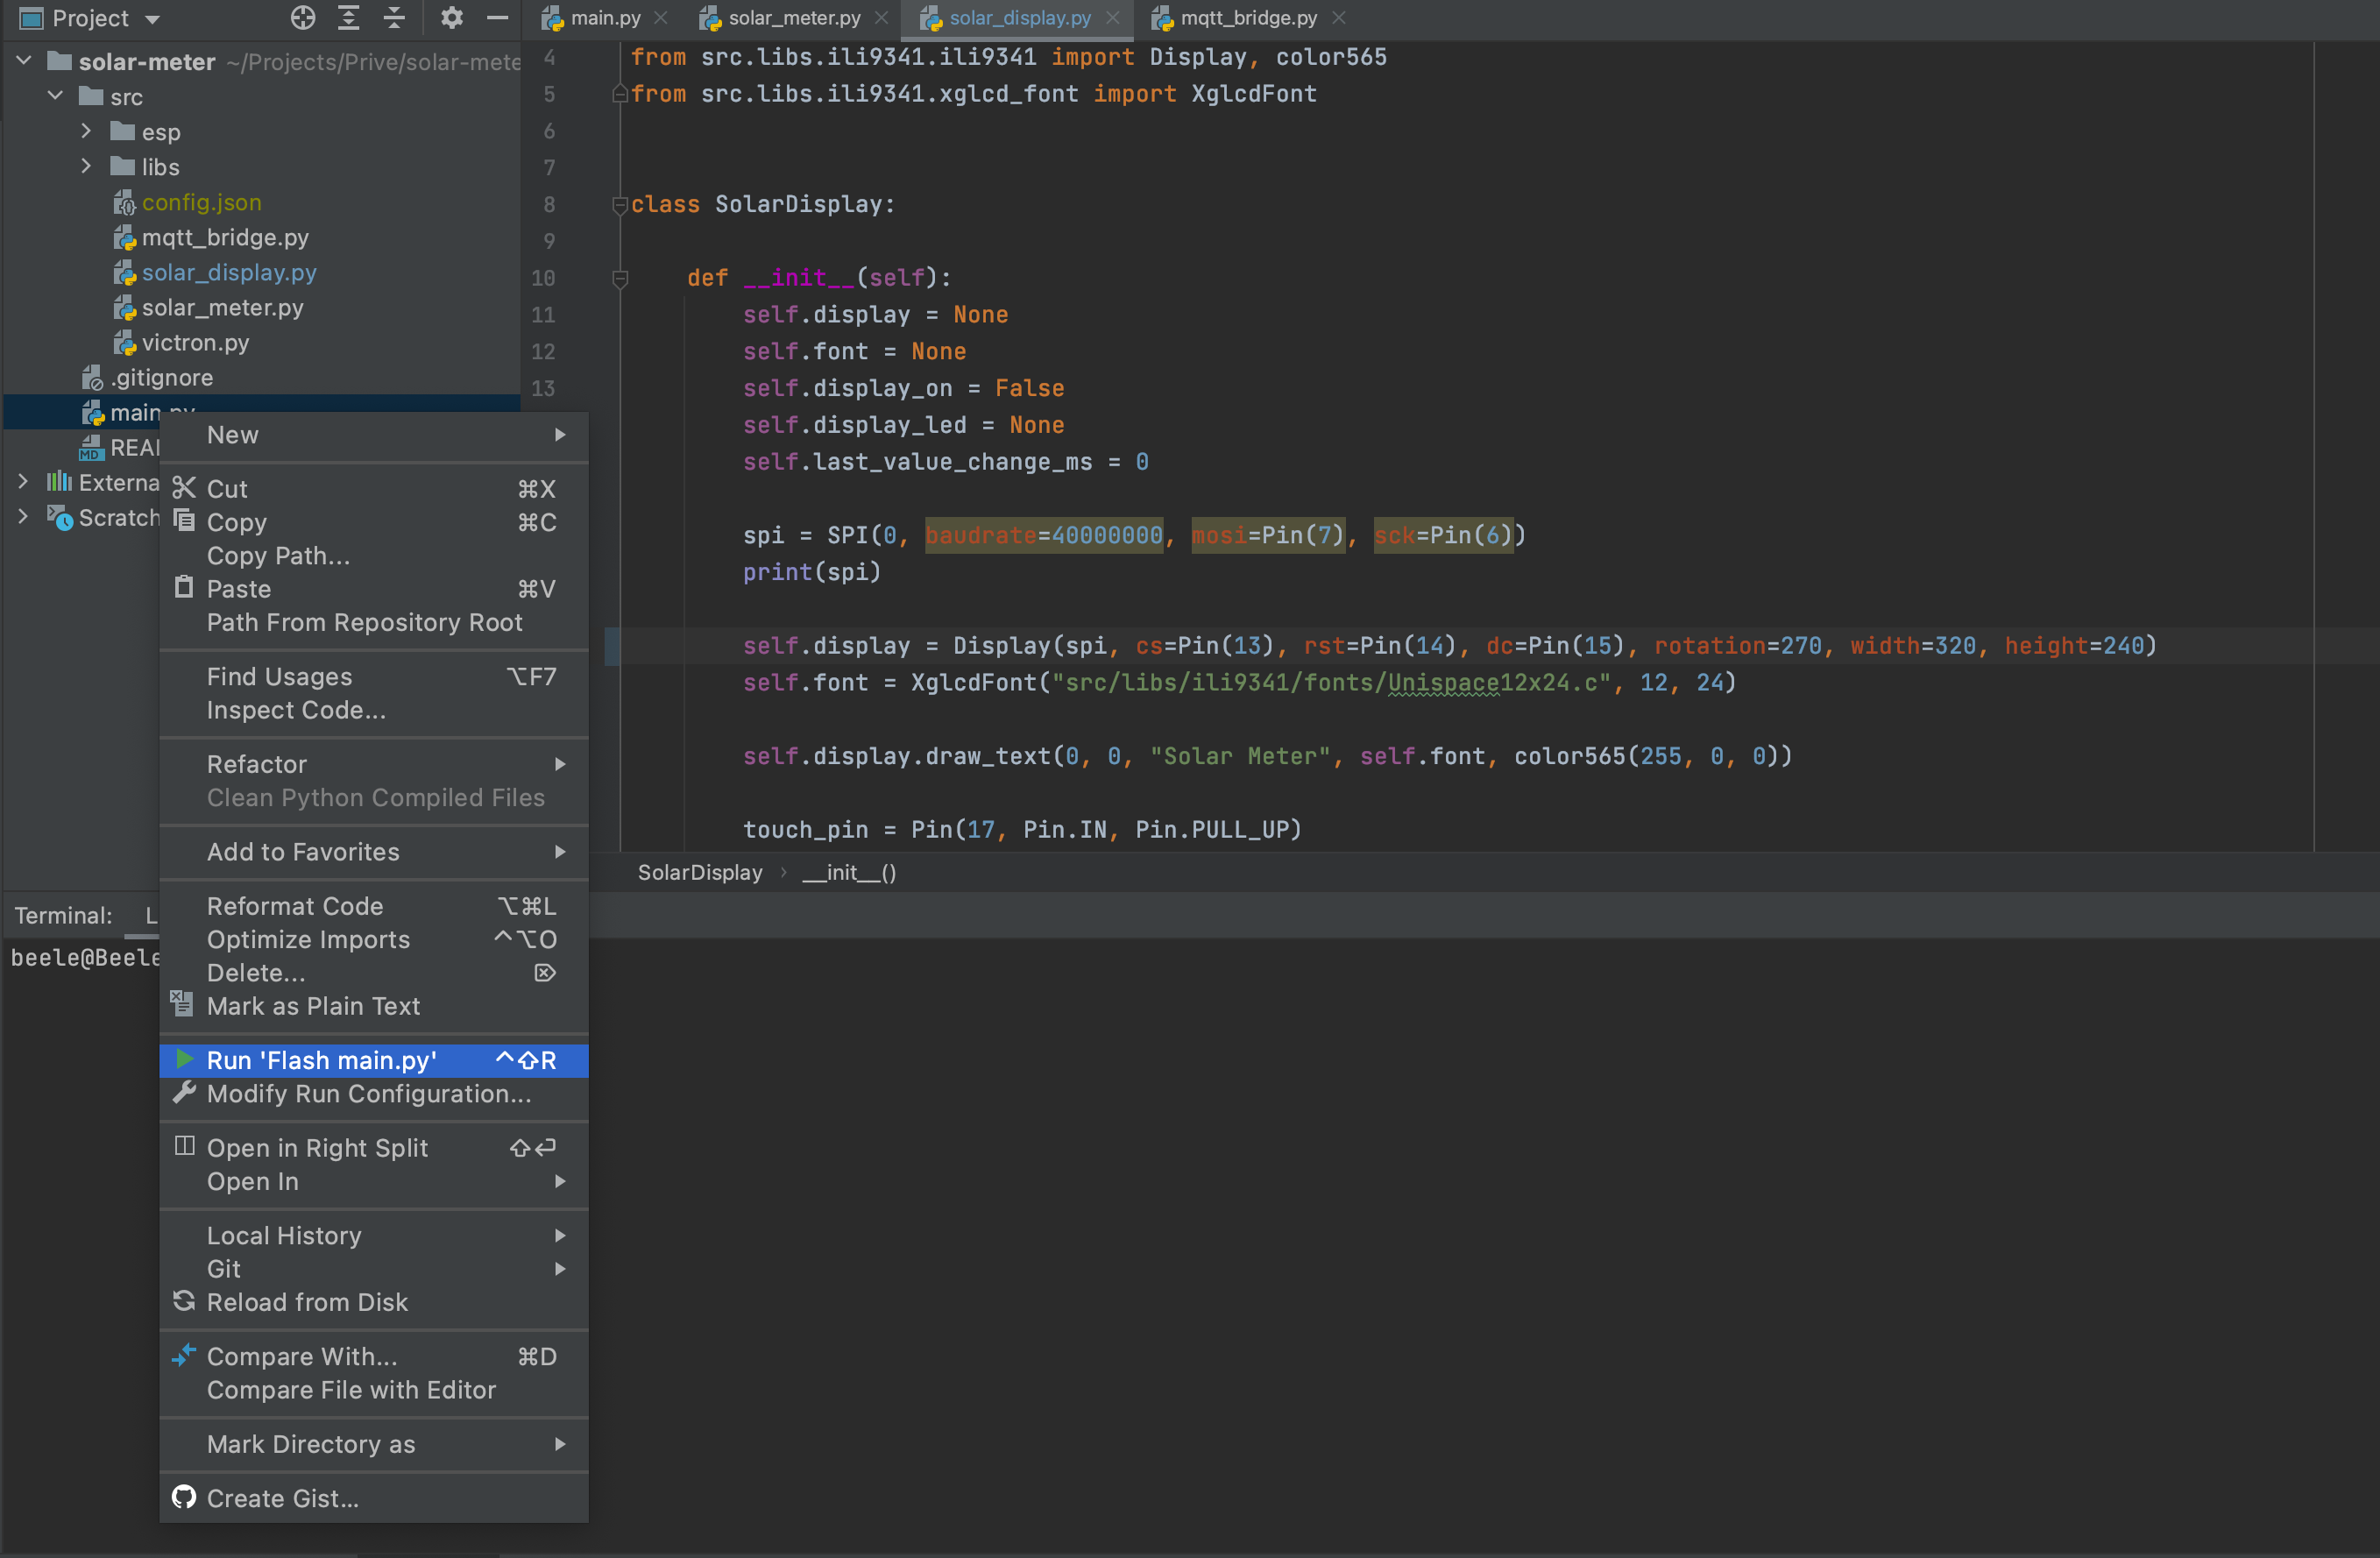 Project
main.py
solar_meter.py
solar_display.py
mqtt_bridge.py
solar-meter ~/Projects/Prive/solar-mete
src
esp
libs
config.json
mqtt_bridge.py
solar_display.py
solar_meter.py
victron.py
.gitignore
main.py
REA
Externa
Scratch
4 from src.libs.ili9341.ili9341 import Display, color565
5 from src.libs.ili9341.xglcd_font import XglcdFont
6
7
8 class SolarDisplay:
9
10 def __init__(self):
11 self.display = None
12 self.font = None
13 self.display_on = False
self.display_led = None
self.last_value_change_ms = 0
spi = SPI(0, baudrate=40000000, mosi=Pin(7), sck=Pin(6))
print(spi)
self.display = Display(spi, cs=Pin(13), rst=Pin(14), dc=Pin(15), rotation=270, width=320, height=240)
self.font = XglcdFont("src/libs/ili9341/fonts/Unispace12x24.c", 12, 24)
self.display.draw_text(0, 0, "Solar Meter", self.font, color565(255, 0, 0))
touch_pin = Pin(17, Pin.IN, Pin.PULL_UP)
SolarDisplay › __init__()
New
Cut ⌘X
Copy ⌘C
Copy Path...
Paste ⌘V
Path From Repository Root
Find Usages ⌥F7
Inspect Code...
Refactor
Clean Python Compiled Files
Add to Favorites
Reformat Code ⌥⌘L
Optimize Imports ^⌥O
Delete... ⌦
Mark as Plain Text
Run 'Flash main.py' ^⇧R
Modify Run Configuration...
Open in Right Split ⇧⏎
Open In
Local History
Git
Reload from Disk
Compare With... ⌘D
Compare File with Editor
Mark Directory as
Create Gist...
Terminal: L
beele@Beele
MD